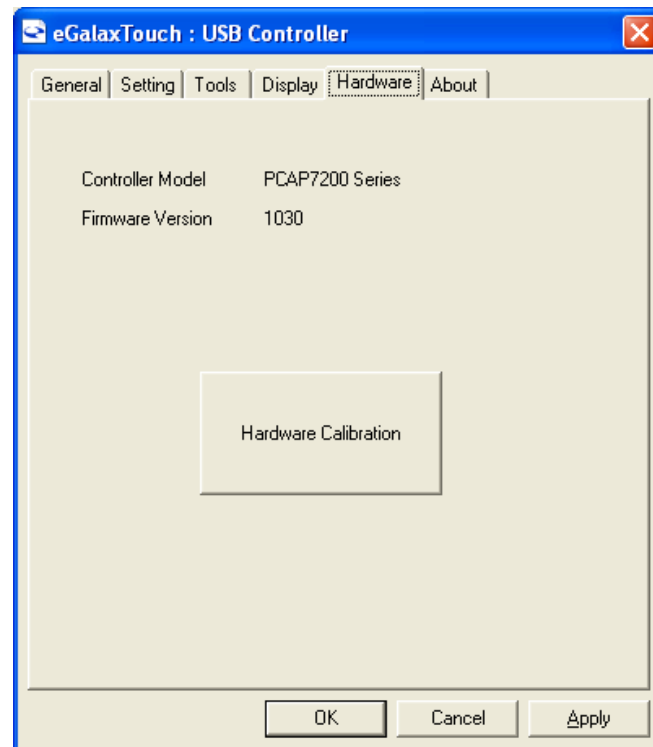 eGalaxTouch : USB Controller
General Setting Tools Display Hardware About
Controller Model PCAP7200 Series
Firmware Version 1030
Hardware Calibration
OK Cancel Apply